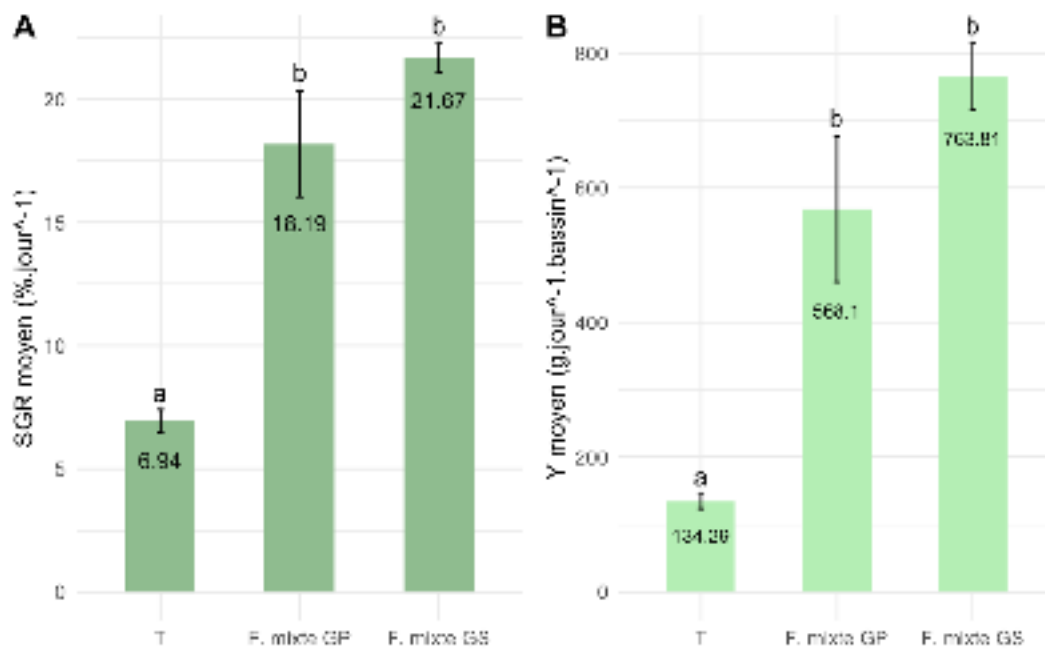 A
SGR moyen (%.jour^-1)
20
15
10
5
0
a
6.94
b
18.19
b
21.67
T
F. mixte GP
F. mixte GS
B
Y moyen (g.jour^-1.bassin^-1)
800
600
400
200
0
a
134.26
b
568.1
b
763.81
T
F. mixte GP
F. mixte GS